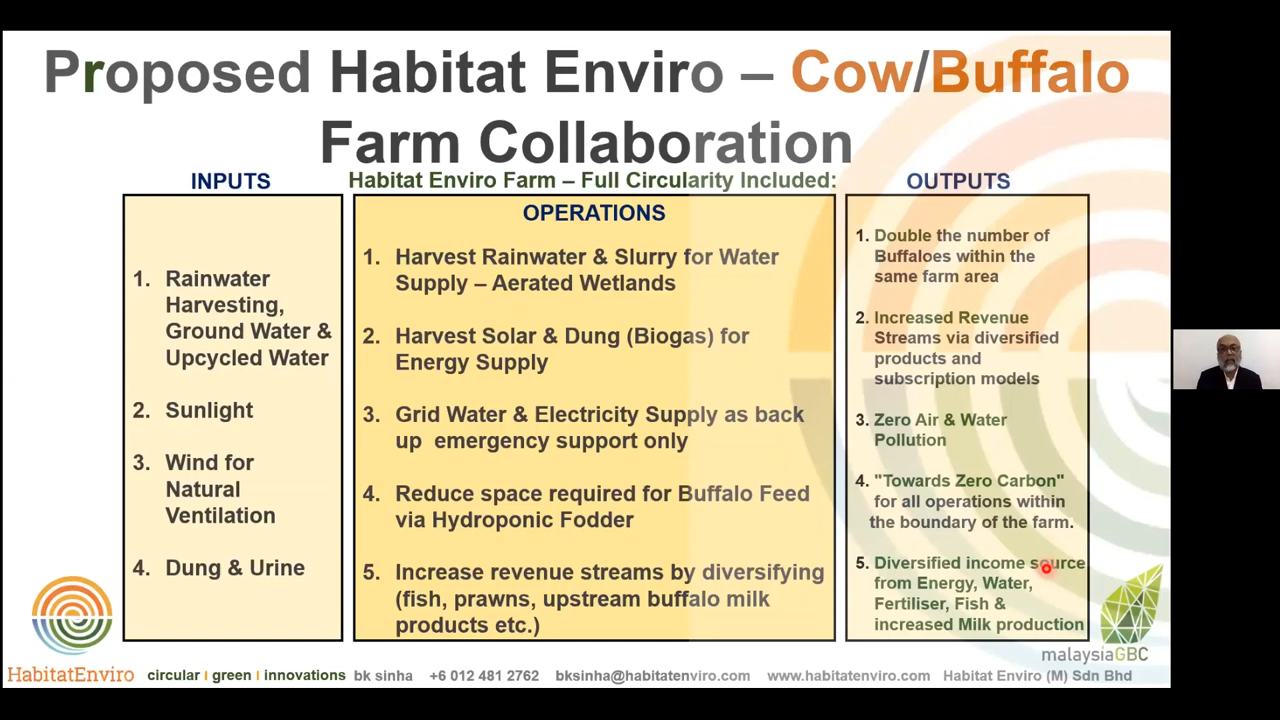 Proposed Habitat Enviro – Cow/Buffalo
Farm Collaboration
INPUTS
1. Rainwater
Harvesting,
Ground Water &
Upcycled Water
2. Sunlight
3. Wind for
Natural
Ventilation
4. Dung & Urine
Habitat Enviro Farm – Full Circularity Included:
OPERATIONS
1. Harvest Rainwater & Slurry for Water
Supply – Aerated Wetlands
2. Harvest Solar & Dung (Biogas) for
Energy Supply
3. Grid Water & Electricity Supply as back
up emergency support only
4. Reduce space required for Buffalo Feed
via Hydroponic Fodder
5. Increase revenue streams by diversifying
(fish, prawns, upstream buffalo milk
products etc.)
OUTPUTS
1. Double the number of
Buffaloes within the
same farm area
2. Increased Revenue
Streams via diversified
products and
subscription models
3. Zero Air & Water
Pollution
4. "Towards Zero Carbon"
for all operations within
the boundary of the farm.
5. Diversified income source
from Energy, Water,
Fertiliser, Fish &
increased Milk production
malaysiaGBC
HabitatEnviro circular I green I innovations bk sinha +6 012 481 2762 bksinha@habitatenviro.com www.habitatenviro.com Habitat Enviro (M) Sdn Bhd